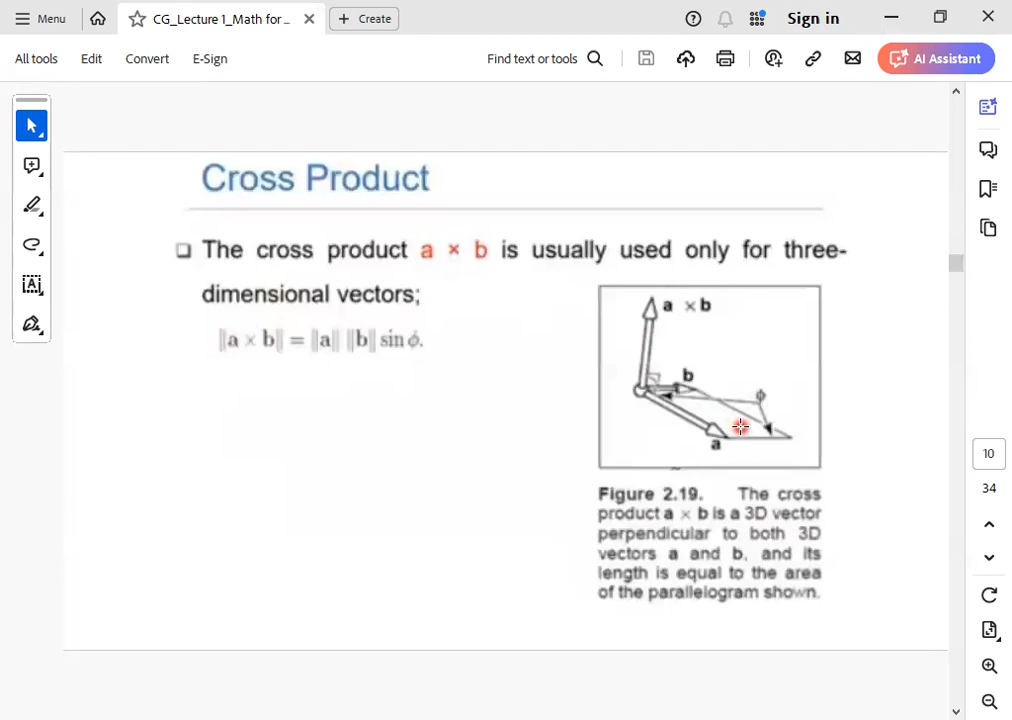 Menu
CG_Lecture 1_Math for ...
Create
Sign in
All tools
Edit
Convert
E-Sign
Find text or tools
AI Assistant
Cross Product
The cross product a × b is usually used only for three-
dimensional vectors;
‖a × b‖ = ‖a‖ ‖b‖ sin ϕ.
a × b
b
ϕ
a
Figure 2.19. The cross
product a × b is a 3D vector
perpendicular to both 3D
vectors a and b, and its
length is equal to the area
of the parallelogram shown.
10
34